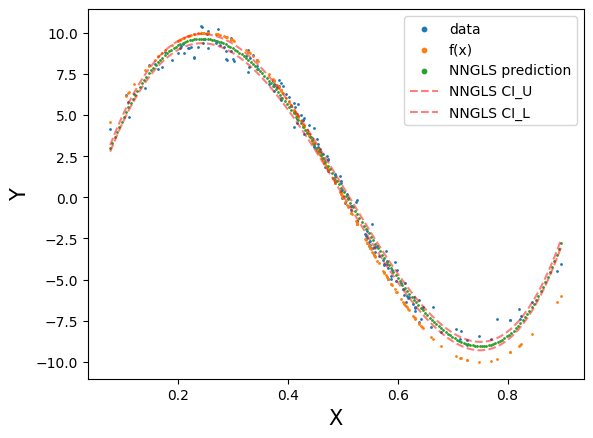 10.0
7.5
5.0
2.5
0.0
−2.5
−5.0
−7.5
−10.0
Y
0.2 0.4 0.6 0.8
X
data
f(x)
NNGLS prediction
NNGLS CI_U
NNGLS CI_L